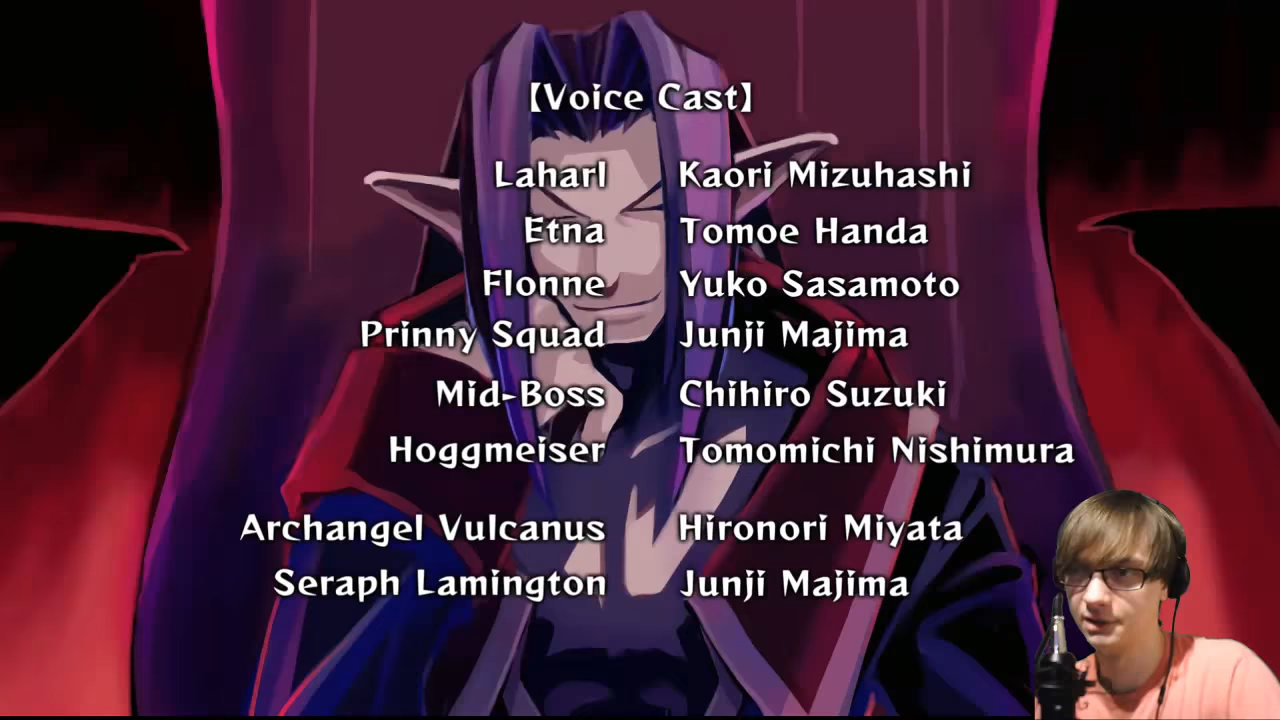 【Voice Cast】
Laharl Kaori Mizuhashi
Etna Tomoe Handa
Flonne Yuko Sasamoto
Prinny Squad Junji Majima
Mid-Boss Chihiro Suzuki
Hoggmeiser Tomomichi Nishimura
Archangel Vulcanus Hironori Miyata
Seraph Lamington Junji Majima